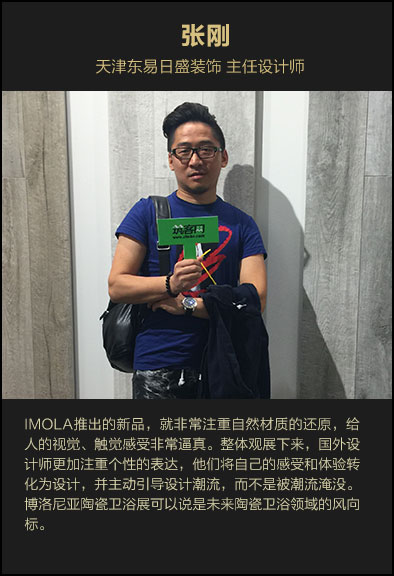 张刚
天津东易日盛装饰 主任设计师
筑客网
IMOLA推出的新品，就非常注重自然材质的还原，给
人的视觉、触觉感受非常逼真。整体观展下来，国外设
计师更加注重个性的表达，他们将自己的感受和体验转
化为设计，并主动引导设计潮流，而不是被潮流淹没。
博洛尼亚陶瓷卫浴展可以说是未来陶瓷卫浴领域的风向
标。